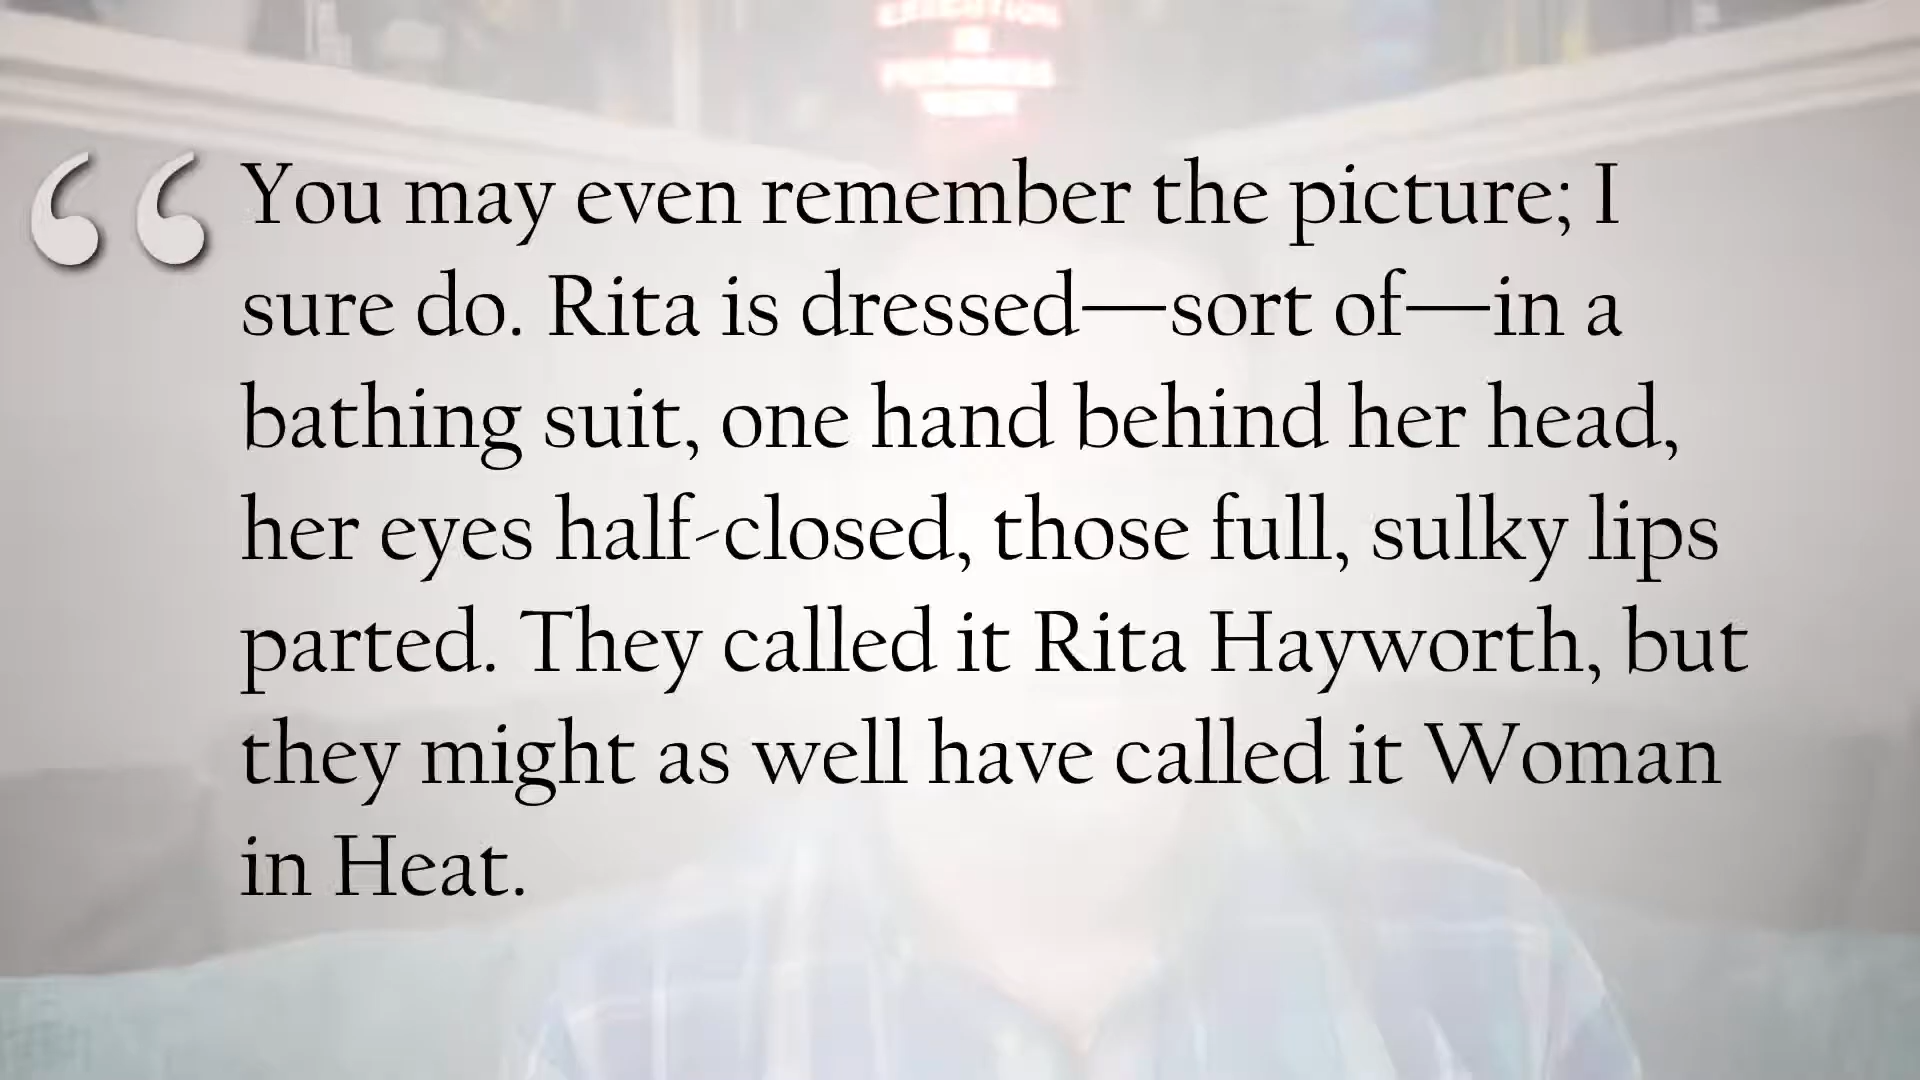 You may even remember the picture; I
sure do. Rita is dressed—sort of—in a
bathing suit, one hand behind her head,
her eyes half-closed, those full, sulky lips
parted. They called it Rita Hayworth, but
they might as well have called it Woman
in Heat.